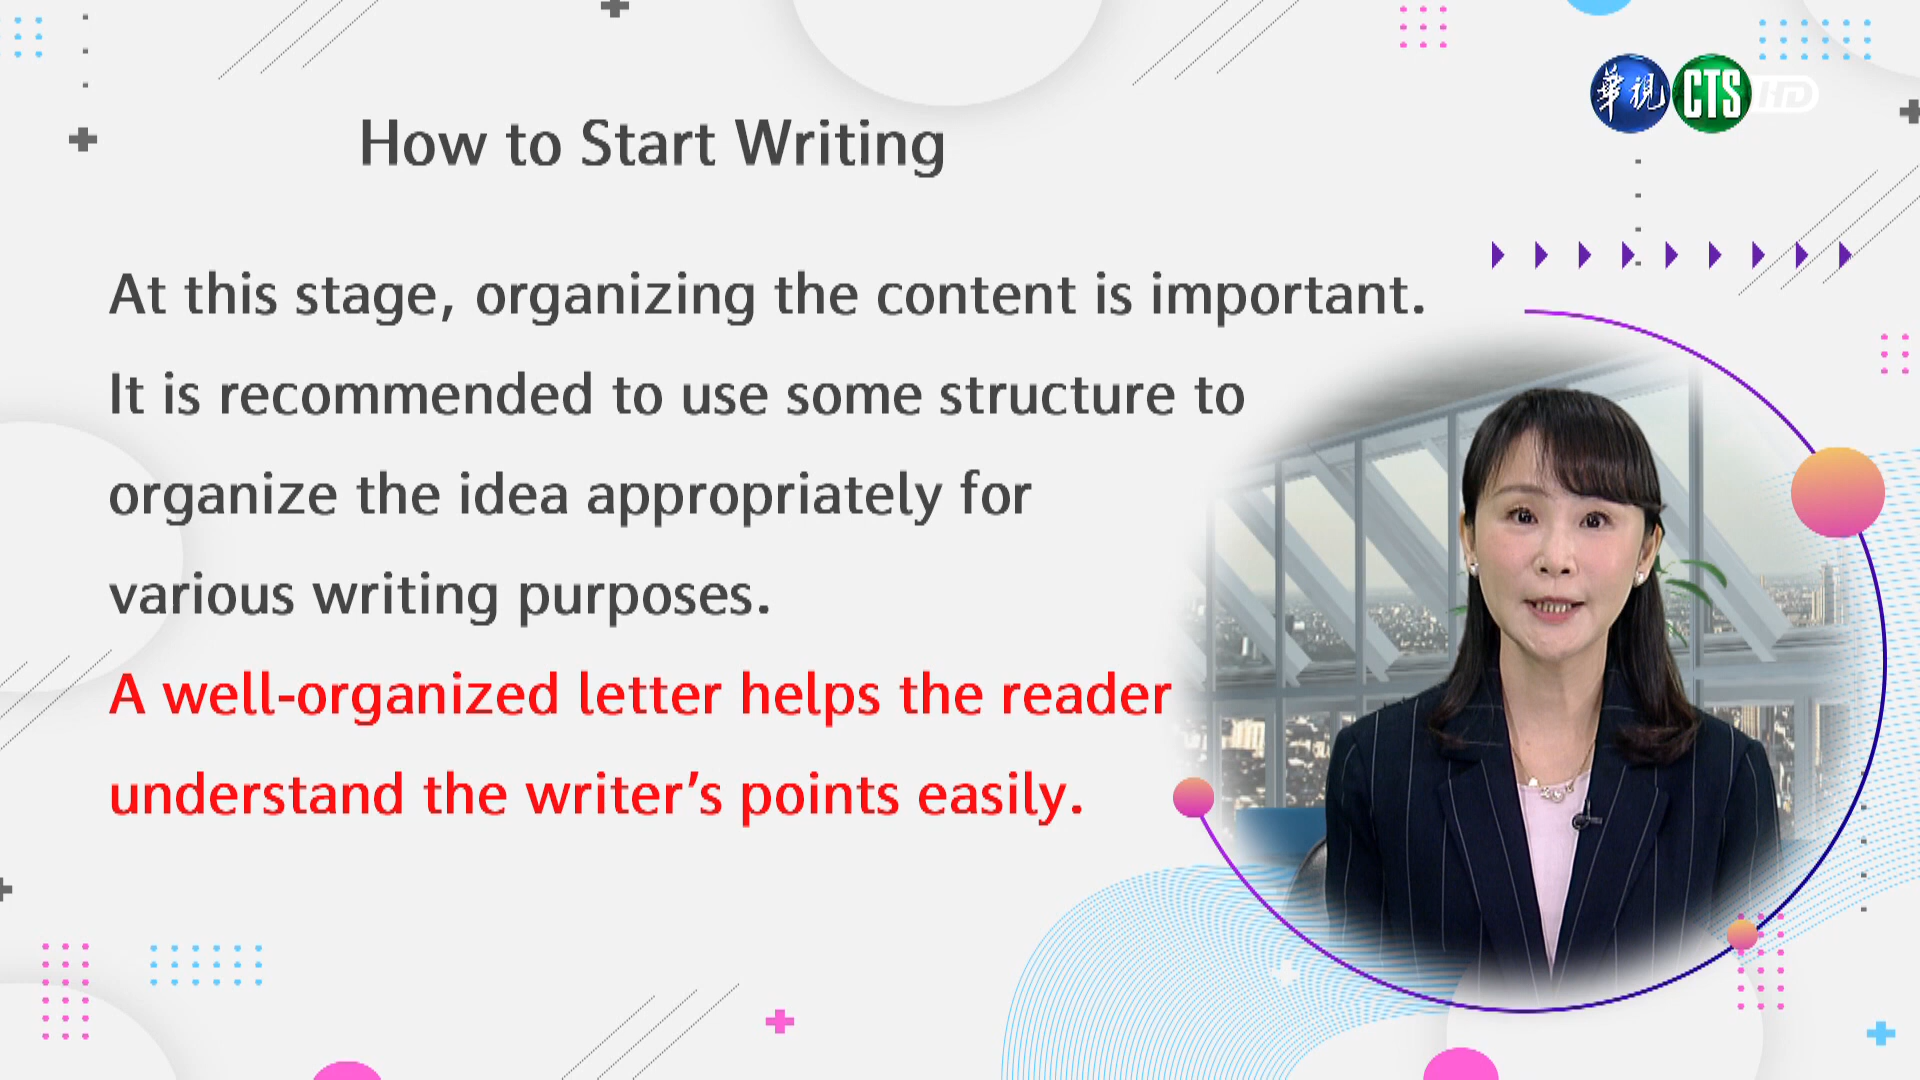 華視 CTS HD
How to Start Writing
At this stage, organizing the content is important.
It is recommended to use some structure to
organize the idea appropriately for
various writing purposes.
A well-organized letter helps the reader
understand the writer’s points easily.